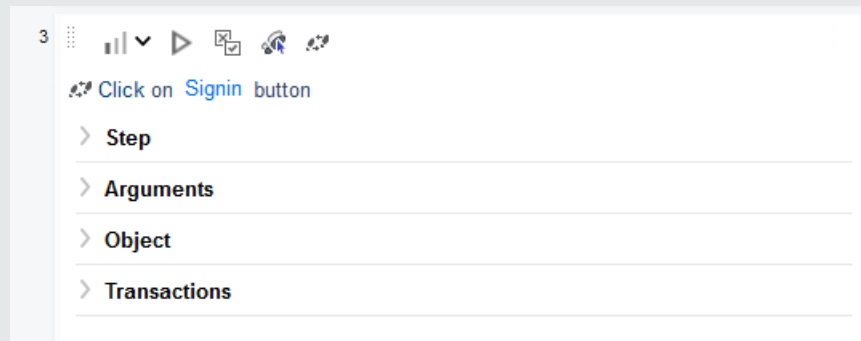 3
Click on Signin button
Step
Arguments
Object
Transactions